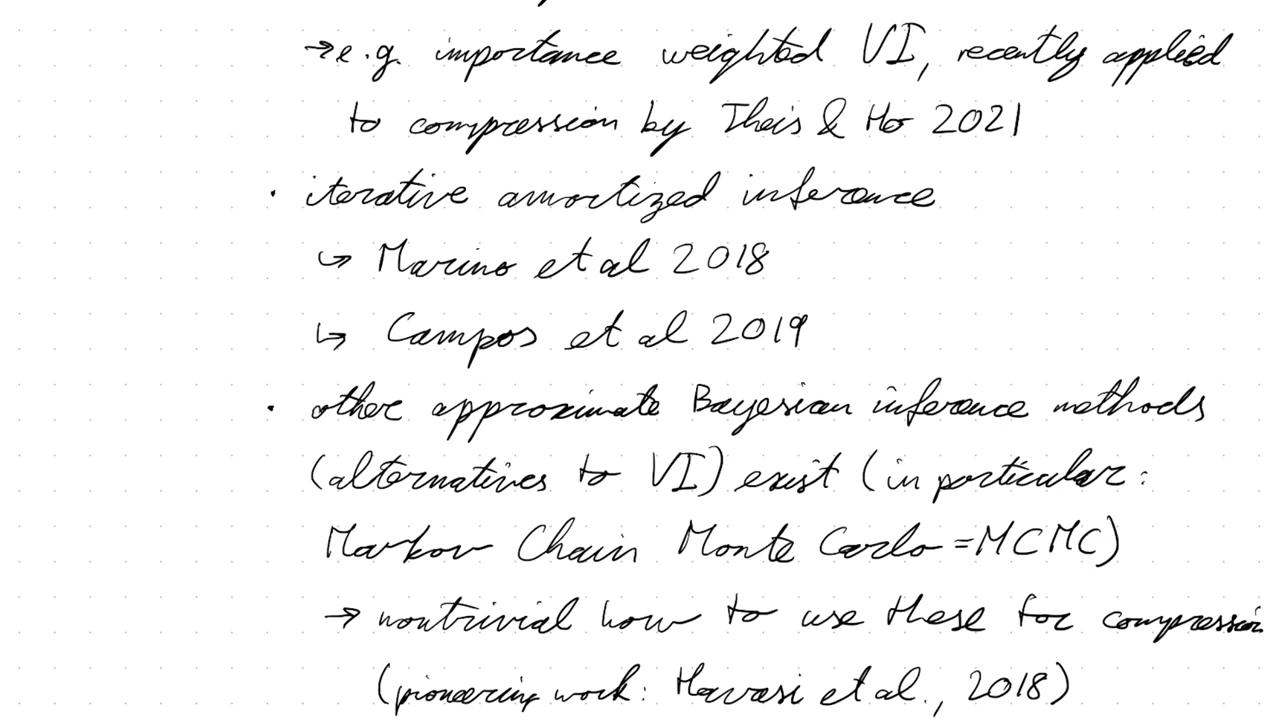 → e.g. importance weighted VI, recently applied
to compression by Theis & Ho 2021
· iterative amortized inference
↪ Marino et al 2018
↳ Campos et al 2019
· other approximate Bayesian inference methods
(alternatives to VI) exist (in particular:
Markov Chain Monte Carlo = MCMC)
→ nontrivial how to use these for compression
(pioneering work: Havasi et al., 2018)